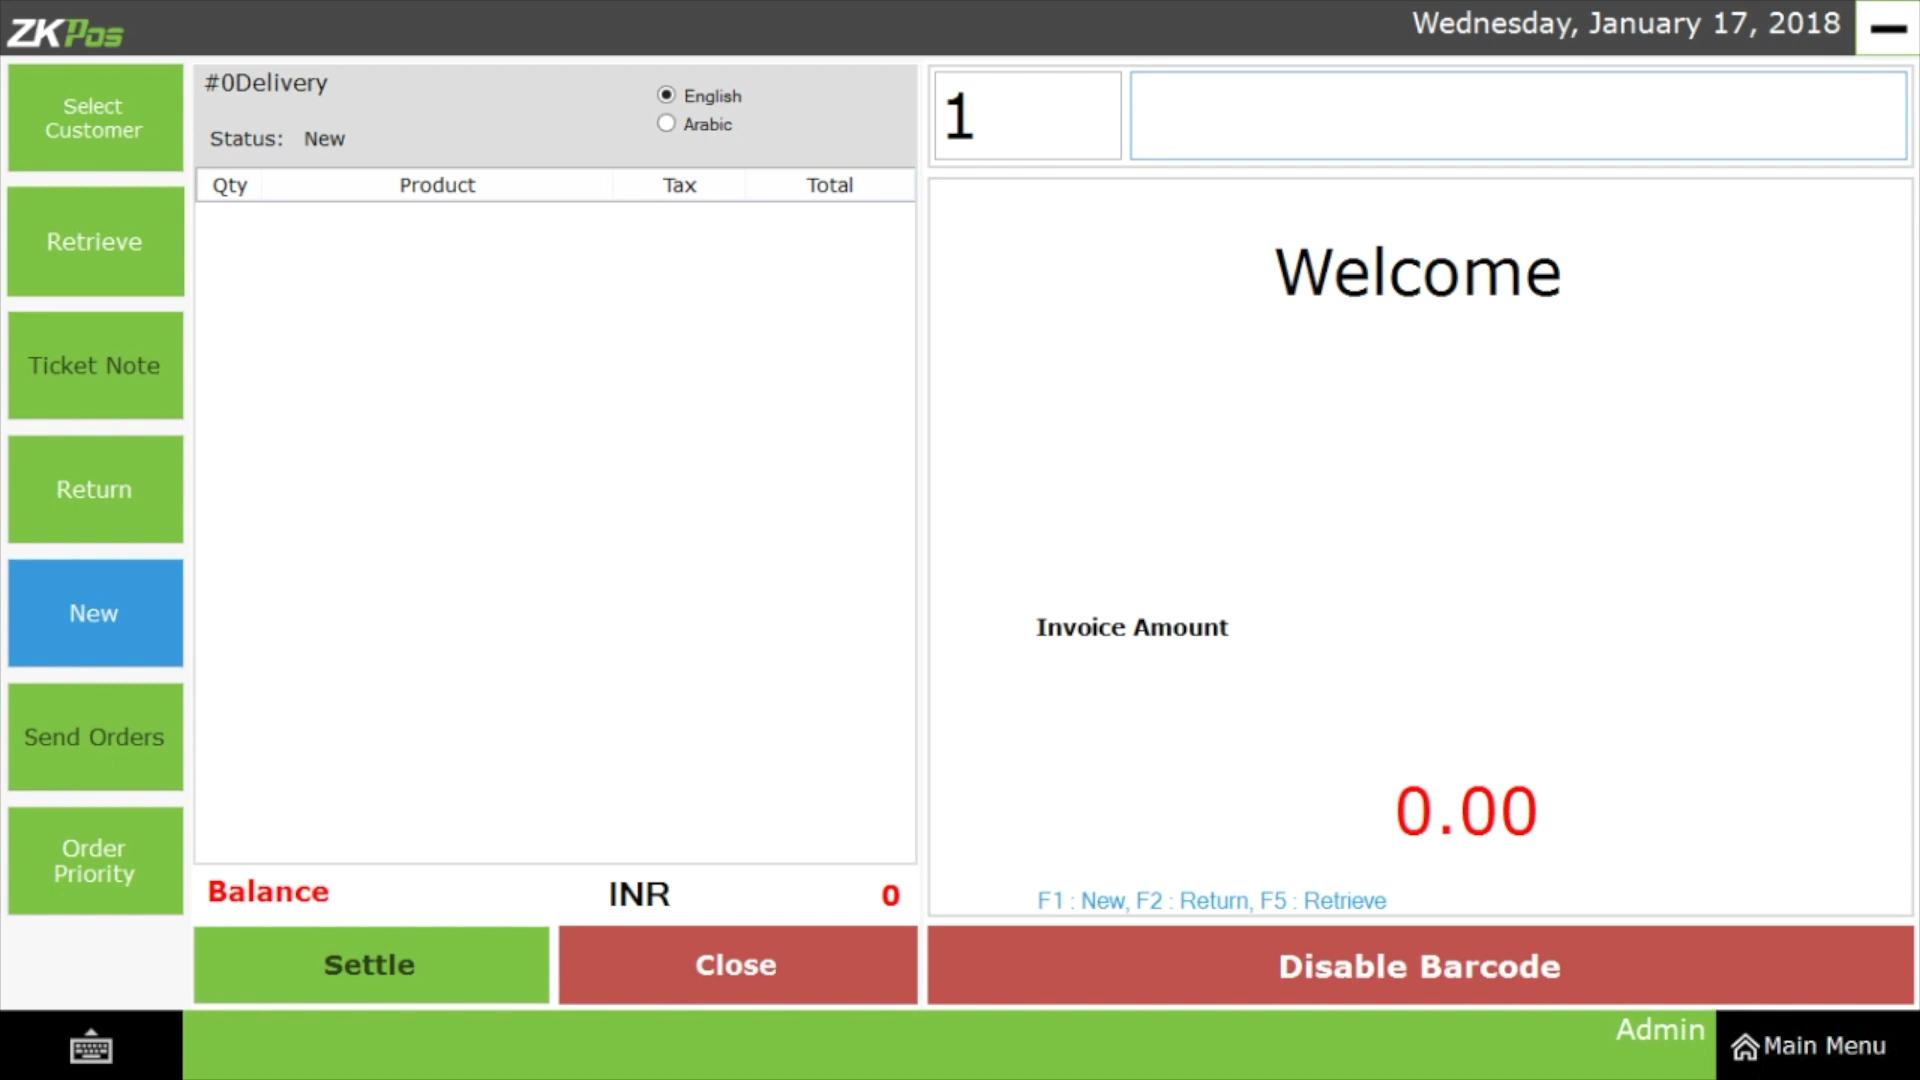 ZKPos
Wednesday, January 17, 2018
Select
Customer
Retrieve
Ticket Note
Return
New
Send Orders
Order
Priority
#0Delivery
Status: New
English
Arabic
Qty Product Tax Total
Balance INR 0
Settle
Close
1
Welcome
Invoice Amount
0.00
F1 : New, F2 : Return, F5 : Retrieve
Disable Barcode
Admin
Main Menu